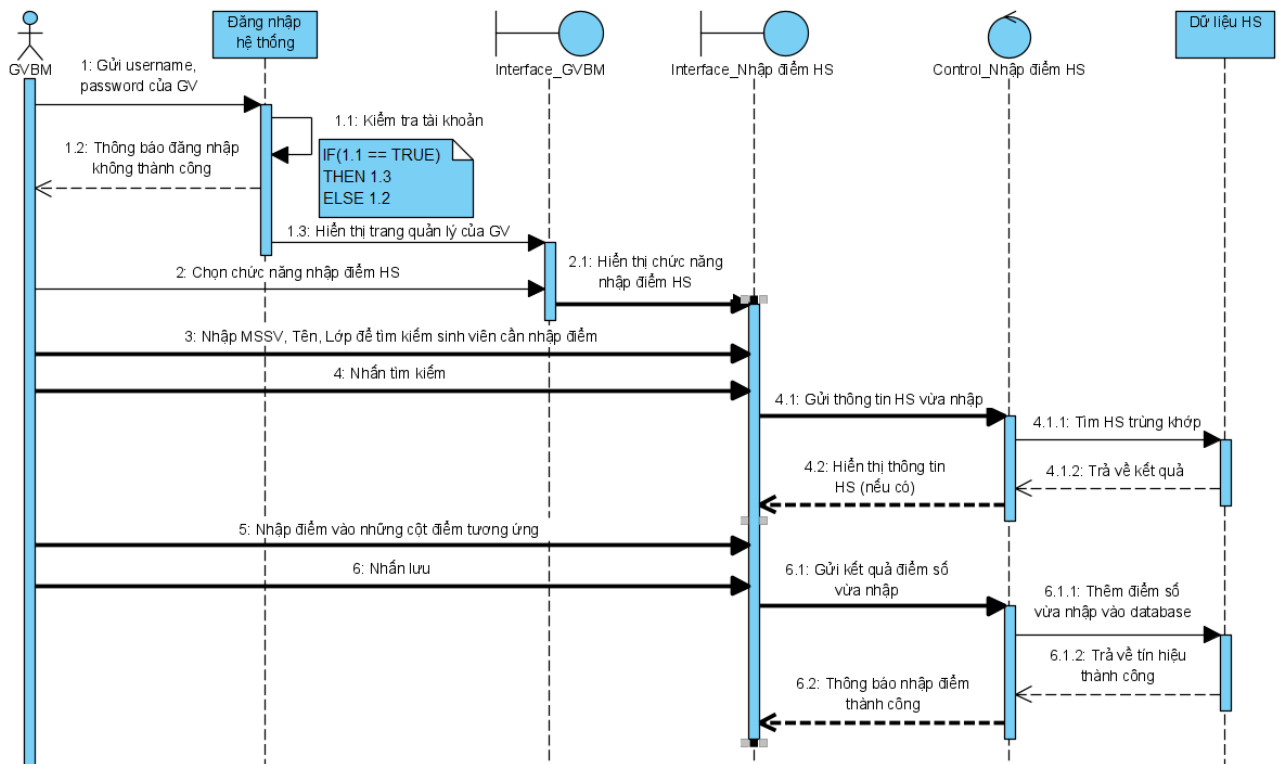 Đăng nhập
hệ thống
Dữ liệu HS
GVBM
Interface_GVBM
Interface_Nhập điểm HS
Control_Nhập điểm HS
1: Gửi username,
password của GV
1.1: Kiểm tra tài khoản
1.2: Thông báo đăng nhập
không thành công
IF(1.1 == TRUE)
THEN 1.3
ELSE 1.2
1.3: Hiển thị trang quản lý của GV
2: Chọn chức năng nhập điểm HS
2.1: Hiển thị chức năng
nhập điểm HS
3: Nhập MSSV, Tên, Lớp để tìm kiếm sinh viên cần nhập điểm
4: Nhấn tìm kiếm
4.1: Gửi thông tin HS vừa nhập
4.1.1: Tìm HS trùng khớp
4.2: Hiển thị thông tin
HS (nếu có)
4.1.2: Trả về kết quả
5: Nhập điểm vào những cột điểm tương ứng
6: Nhấn lưu
6.1: Gửi kết quả điểm số
vừa nhập
6.1.1: Thêm điểm số
vừa nhập vào database
6.1.2: Trả về tín hiệu
thành công
6.2: Thông báo nhập điểm
thành công